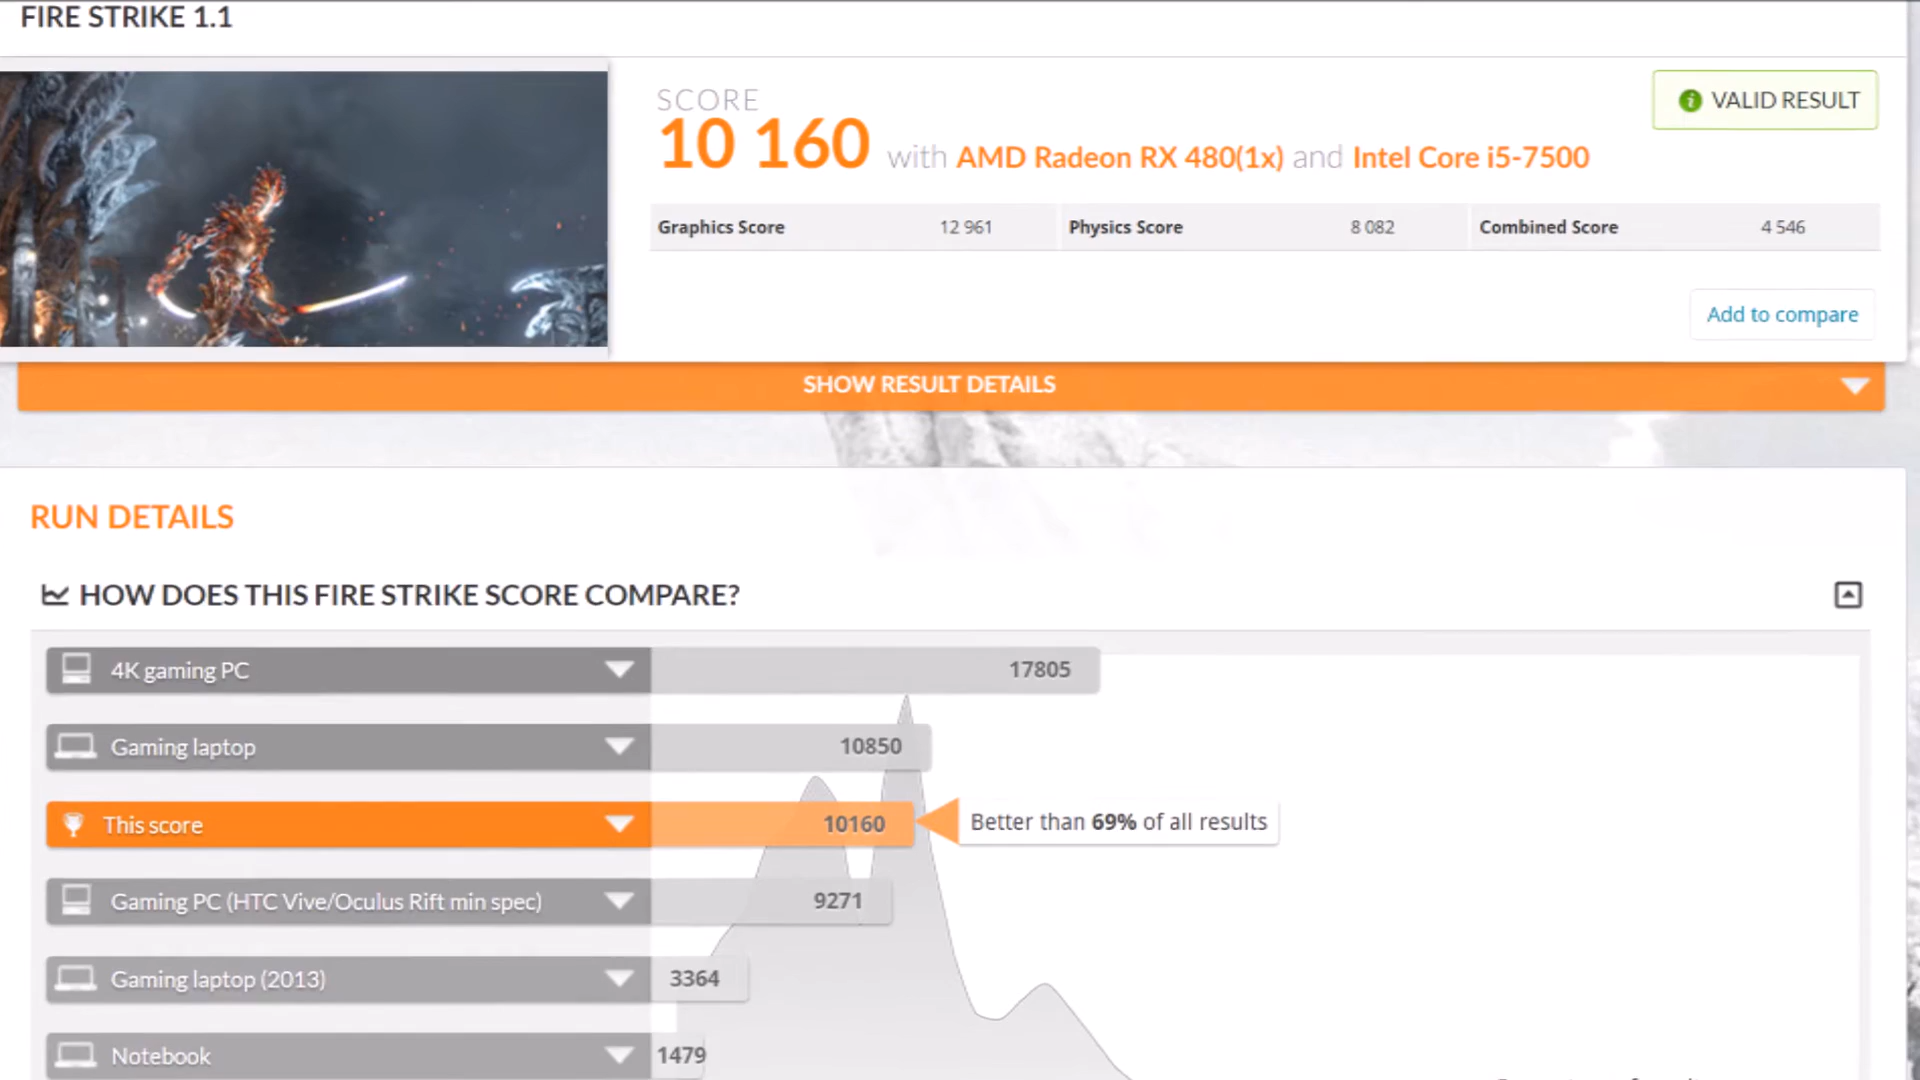 FIRE STRIKE 1.1
SCORE
10 160 with AMD Radeon RX 480(1x) and Intel Core i5-7500
VALID RESULT
Graphics Score 12 961 Physics Score 8 082 Combined Score 4 546
Add to compare
SHOW RESULT DETAILS
RUN DETAILS
HOW DOES THIS FIRE STRIKE SCORE COMPARE?
4K gaming PC 17805
Gaming laptop 10850
This score 10160 Better than 69% of all results
Gaming PC (HTC Vive/Oculus Rift min spec) 9271
Gaming laptop (2013) 3364
Notebook 1479